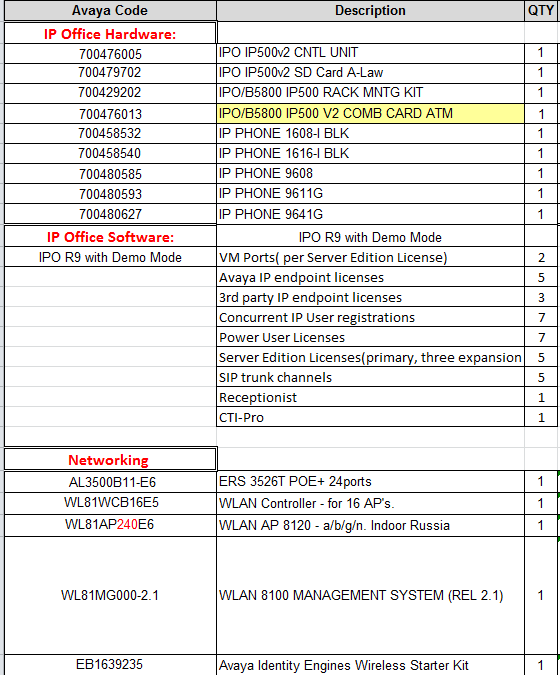 Avaya Code Description QTY
IP Office Hardware:
700476005 IPO IP500v2 CNTL UNIT 1
700479702 IPO IP500v2 SD Card A-Law 1
700429202 IPO/B5800 IP500 RACK MNTG KIT 1
700476013 IPO/B5800 IP500 V2 COMB CARD ATM 1
700458532 IP PHONE 1608-I BLK 1
700458540 IP PHONE 1616-I BLK 1
700480585 IP PHONE 9608 1
700480593 IP PHONE 9611G 1
700480627 IP PHONE 9641G 1
IP Office Software: IPO R9 with Demo Mode
IPO R9 with Demo Mode VM Ports( per Server Edition License) 2
Avaya IP endpoint licenses 5
3rd party IP endpoint licenses 3
Concurrent IP User registrations 7
Power User Licenses 7
Server Edition Licenses(primary, three expansion 5
SIP trunk channels 5
Receptionist 1
CTI-Pro 1
Networking
AL3500B11-E6 ERS 3526T POE+ 24ports 1
WL81WCB16E5 WLAN Controller - for 16 AP's. 1
WL81AP240E6 WLAN AP 8120 - a/b/g/n. Indoor Russia 1
WL81MG000-2.1 WLAN 8100 MANAGEMENT SYSTEM (REL 2.1) 1
EB1639235 Avaya Identity Engines Wireless Starter Kit 1